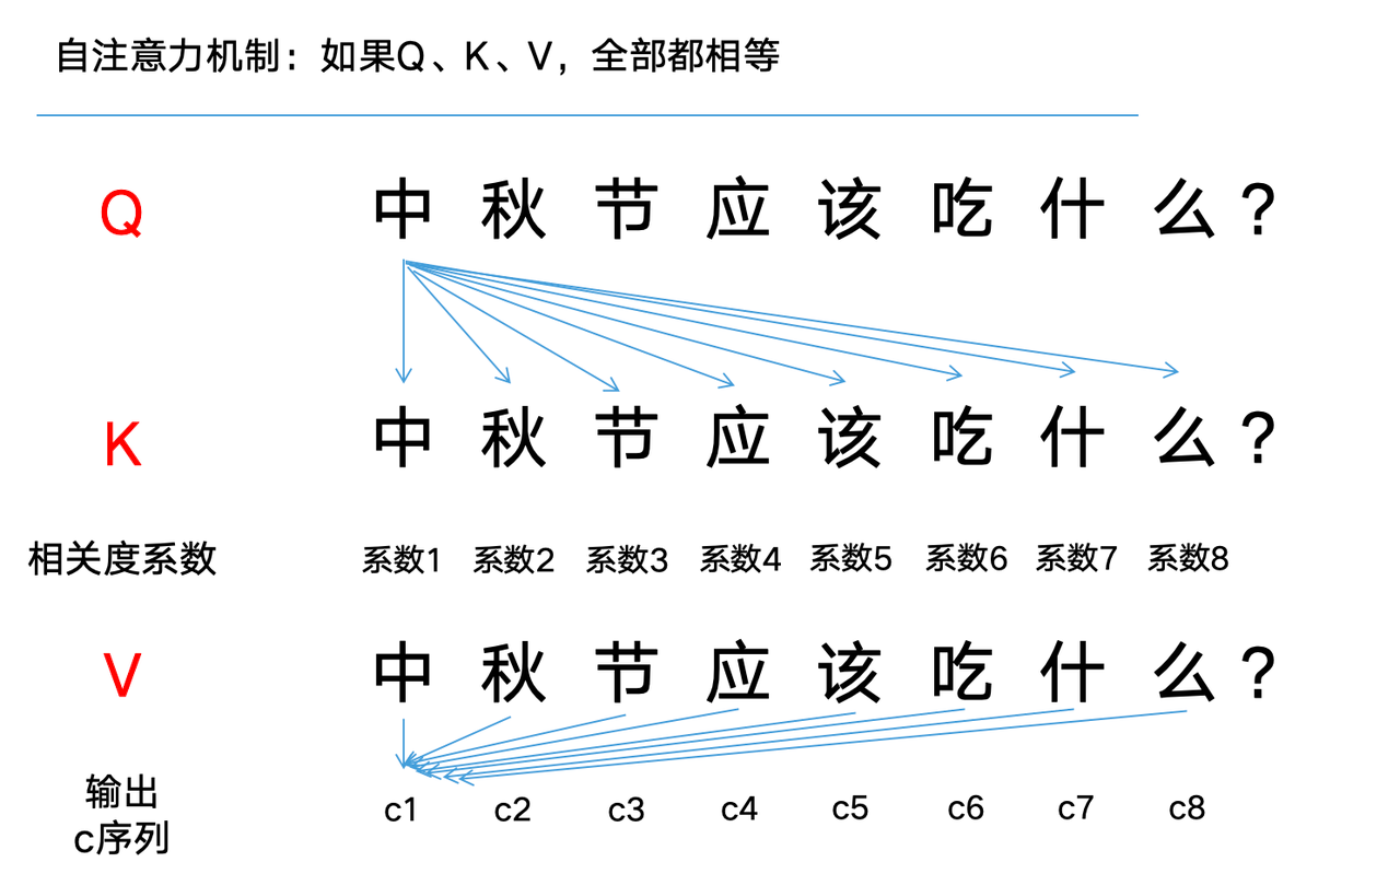 自注意力机制：如果Q、K、V，全部都相等
Q 中 秋 节 应 该 吃 什 么 ？
K 中 秋 节 应 该 吃 什 么 ？
相关度系数 系数1 系数2 系数3 系数4 系数5 系数6 系数7 系数8
V 中 秋 节 应 该 吃 什 么 ？
输出
c序列 c1 c2 c3 c4 c5 c6 c7 c8